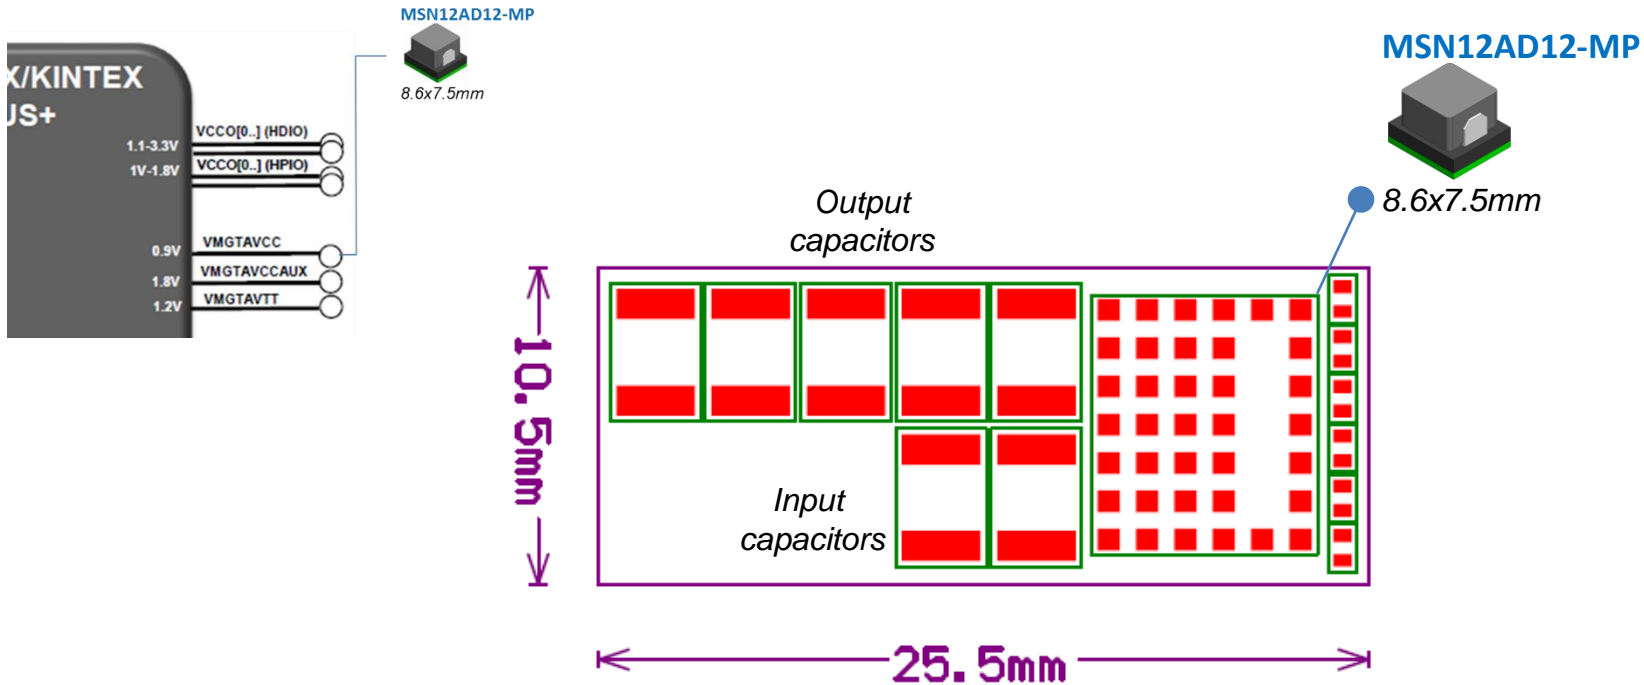 MSN12AD12-MP
8.6x7.5mm
X/KINTEX
US+
VCCO[0..] (HDIO)
1.1-3.3V
VCCO[0..] (HPIO)
1V-1.8V
VMGTAVCC
0.9V
VMGTAVCCAUX
1.8V
VMGTAVTT
1.2V
MSN12AD12-MP
8.6x7.5mm
Output
capacitors
10.5mm
Input
capacitors
25.5mm